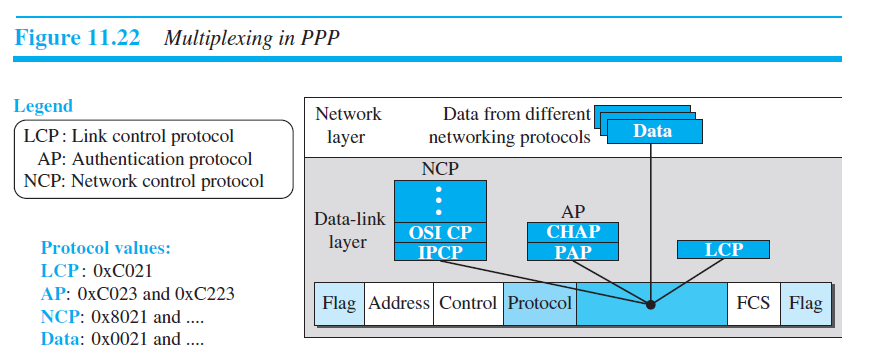 Figure 11.22 Multiplexing in PPP
Legend
LCP : Link control protocol
AP: Authentication protocol
NCP: Network control protocol
Protocol values:
LCP : 0xC021
AP: 0xC023 and 0xC223
NCP: 0x8021 and ....
Data: 0x0021 and ....
Network
layer
Data from different
networking protocols
Data
Data-link
layer
NCP
OSI CP
IPCP
AP
CHAP
PAP
LCP
Flag Address Control Protocol FCS Flag